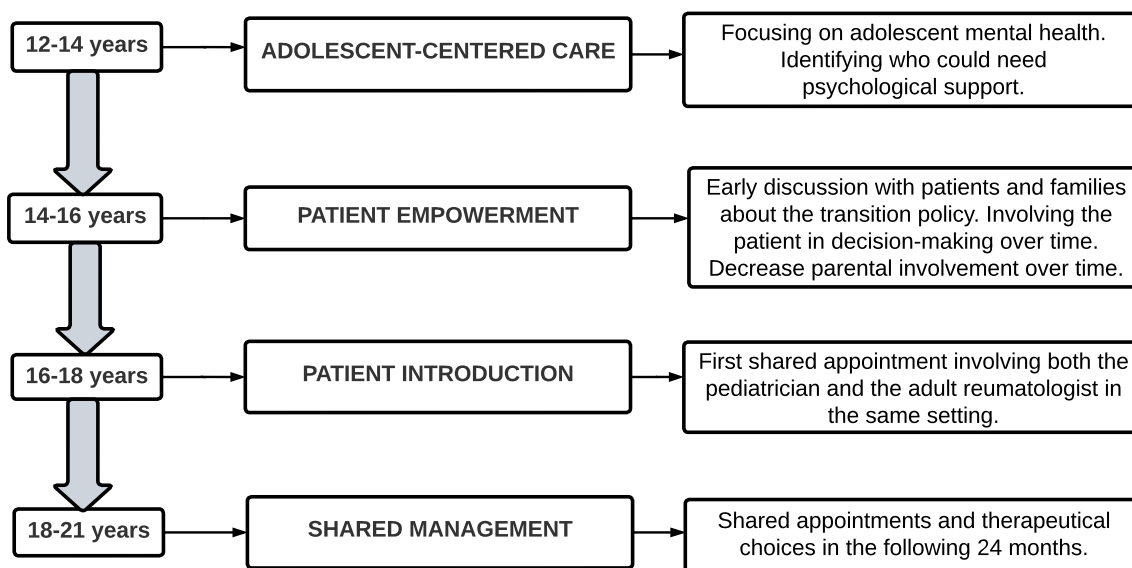 12-14 years
ADOLESCENT-CENTERED CARE
Focusing on adolescent mental health.
Identifying who could need
psychological support.
14-16 years
PATIENT EMPOWERMENT
Early discussion with patients and families
about the transition policy. Involving the
patient in decision-making over time.
Decrease parental involvement over time.
16-18 years
PATIENT INTRODUCTION
First shared appointment involving both the
pediatrician and the adult reumatologist in
the same setting.
18-21 years
SHARED MANAGEMENT
Shared appointments and therapeutical
choices in the following 24 months.